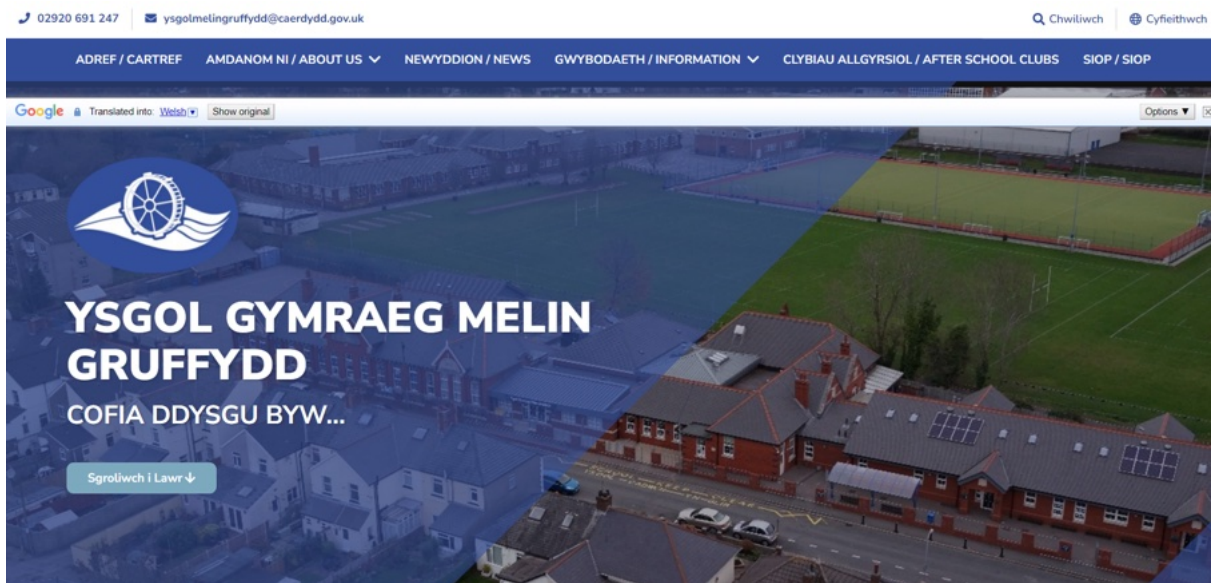 02920 691 247 ysgolmelingruffydd@caerdydd.gov.uk Chwiliwch Cyfieithwch
ADREF / CARTREF AMDANOM NI / ABOUT US NEWYDDION / NEWS GWYBODAETH / INFORMATION CLYBIAU ALLGYRSIOL / AFTER SCHOOL CLUBS SIOP / SIOP
Google Translated into: Welsh Show original Options ▼
YSGOL GYMRAEG MELIN
GRUFFYDD
COFIA DDYSGU BYW...
Sgroliwch i Lawr↓